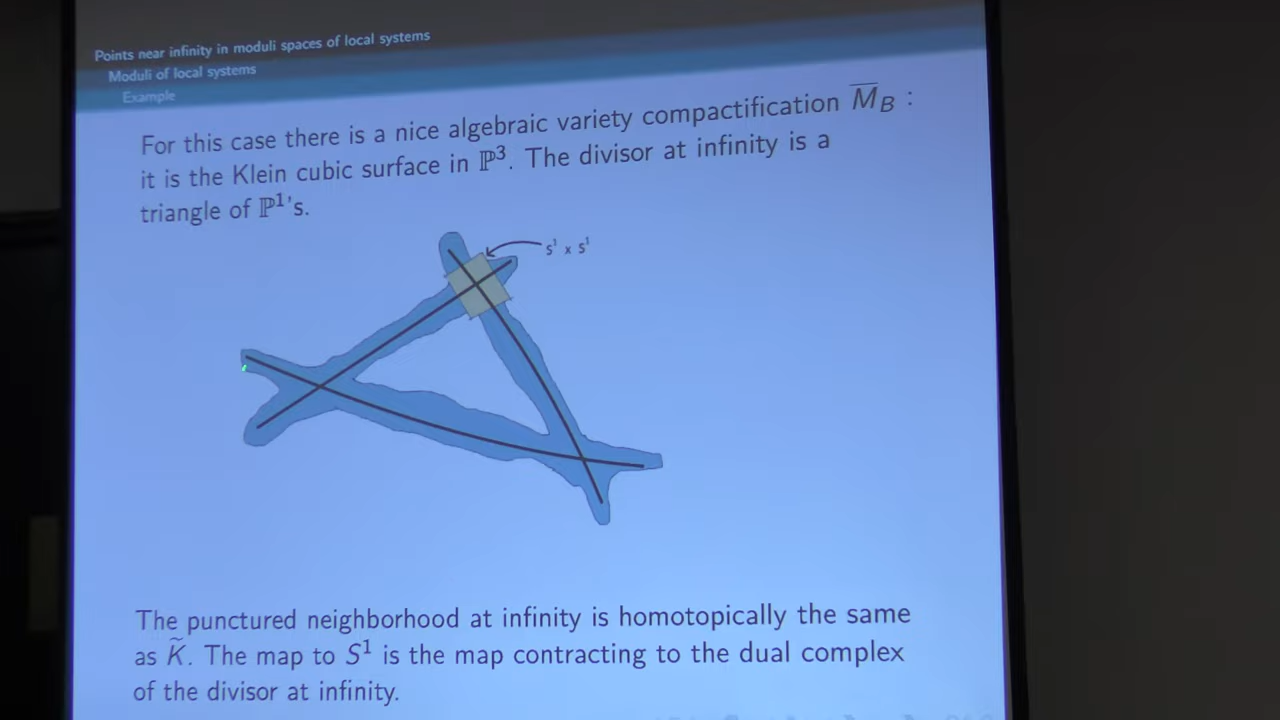 Points near infinity in moduli spaces of local systems
Moduli of local systems
Example
For this case there is a nice algebraic variety compactification M̅_B :
it is the Klein cubic surface in ℙ³. The divisor at infinity is a
triangle of ℙ¹'s.
S¹ x S¹
The punctured neighborhood at infinity is homotopically the same
as K̃. The map to S¹ is the map contracting to the dual complex
of the divisor at infinity.